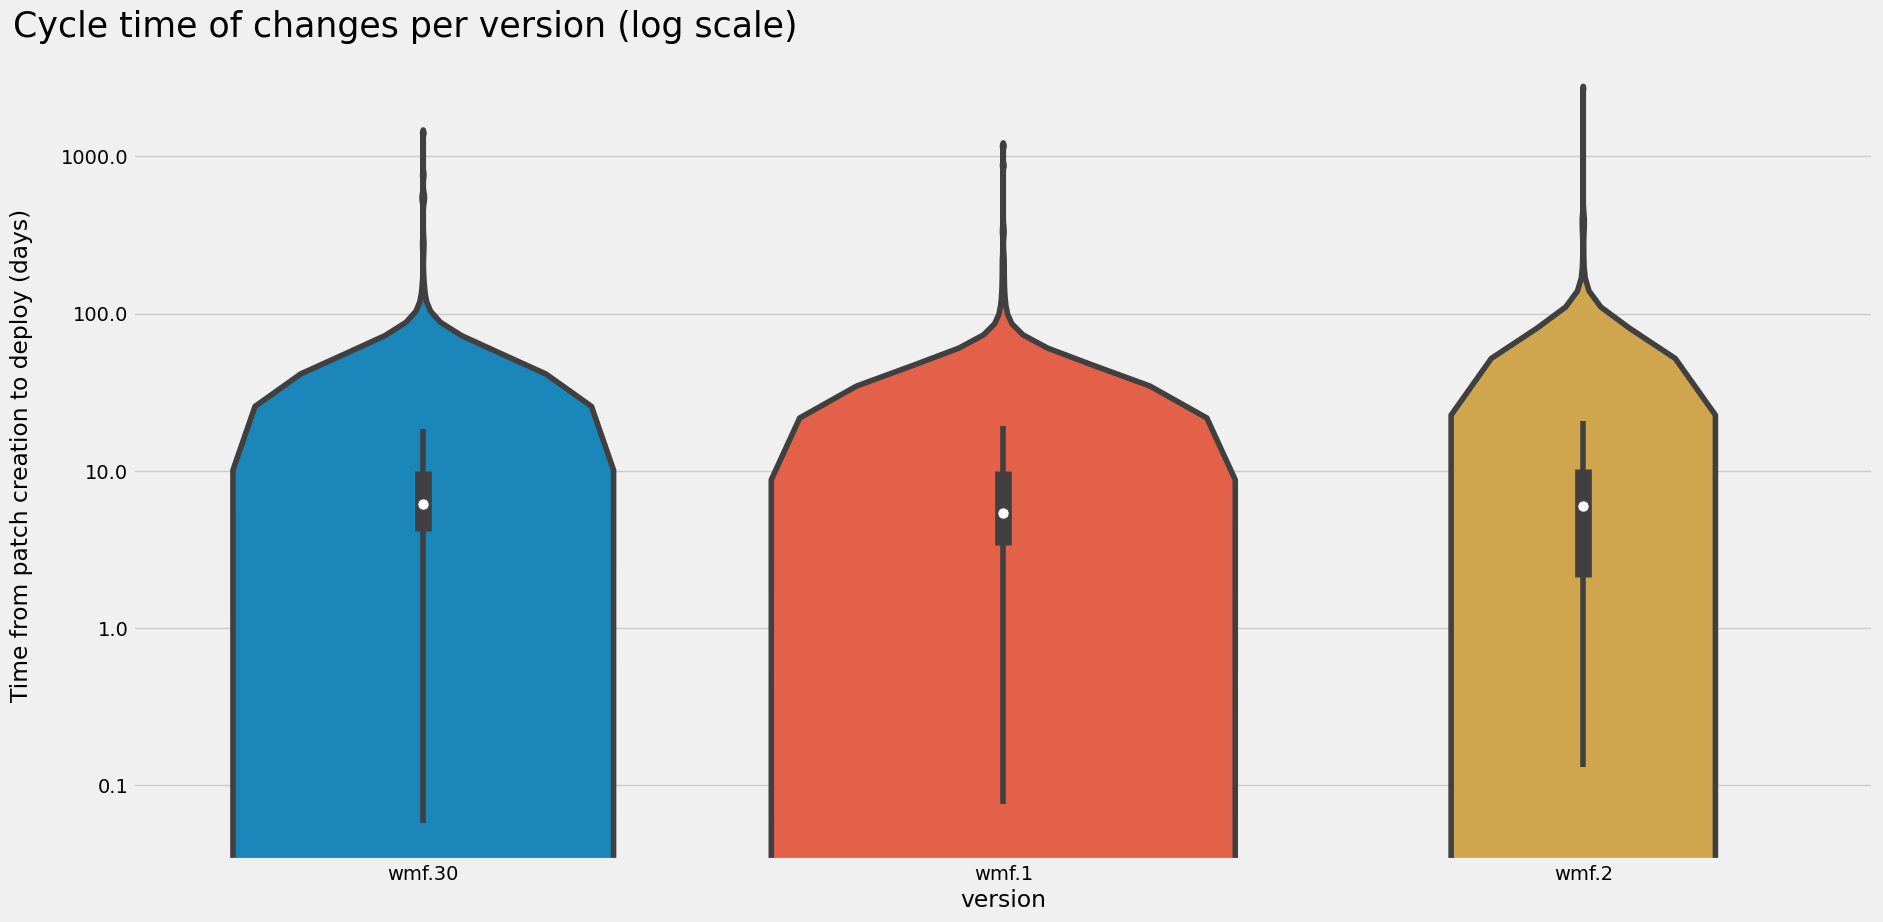 Cycle time of changes per version (log scale)
Time from patch creation to deploy (days)
1000.0
100.0
10.0
1.0
0.1
wmf.30
wmf.1
wmf.2
version